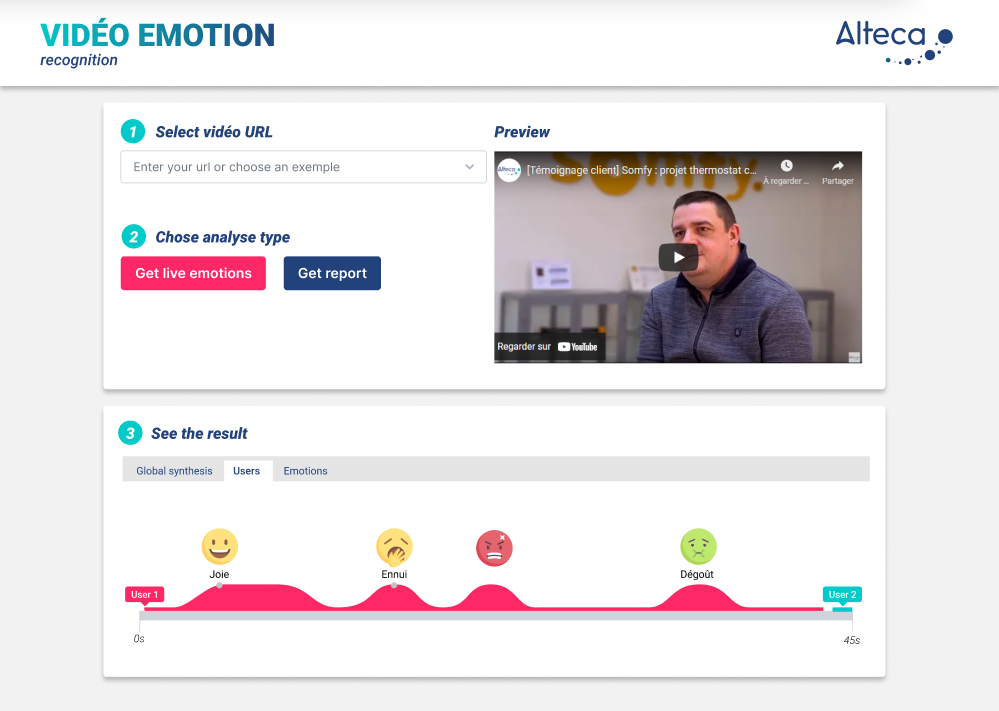 VIDÉO EMOTION
recognition
Alteca
1 Select vidéo URL
Enter your url or choose an exemple
2 Chose analyse type
Get live emotions
Get report
Preview
Somfy.
Alteca
[Témoignage client] Somfy : projet thermostat c...
À regarder ...
Partager
Regarder sur YouTube
3 See the result
Global synthesis
Users
Emotions
Joie
Ennui
Dégoût
User 1
User 2
0s
45s